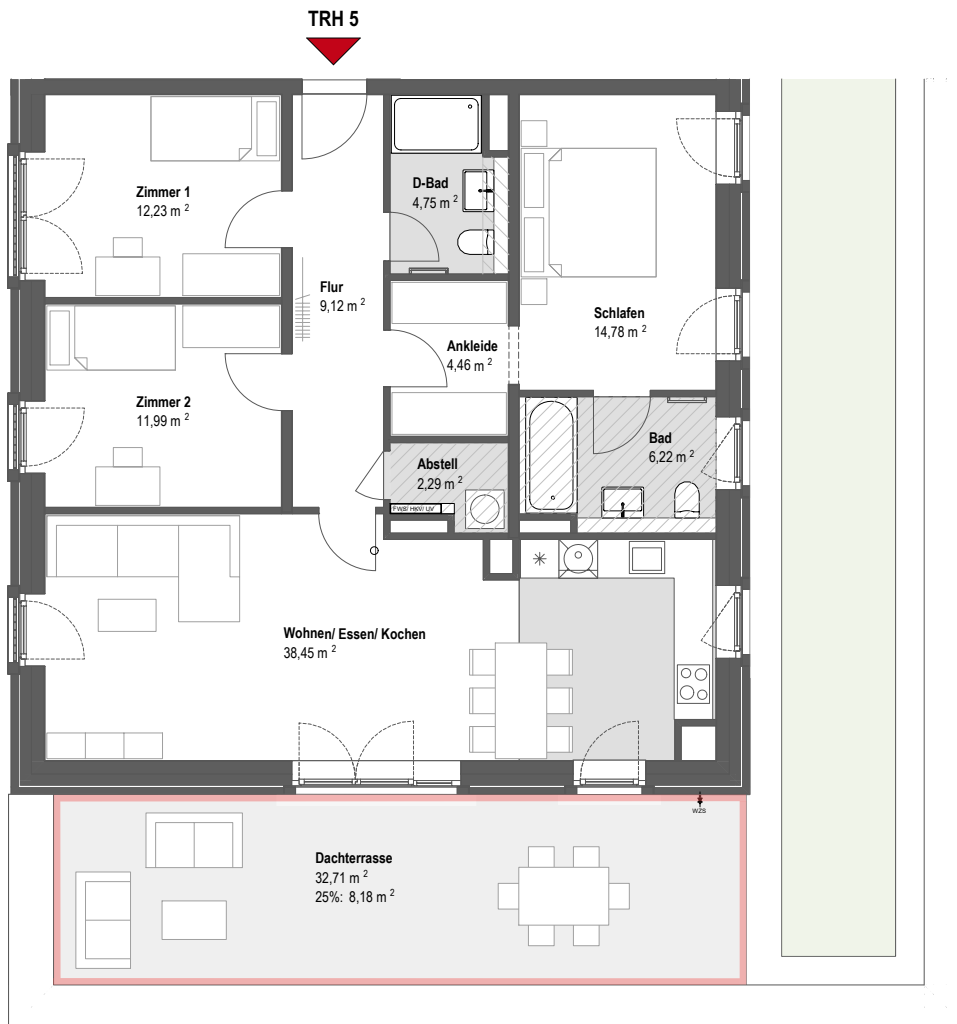 TRH 5
Zimmer 1
12,23 m ²
D-Bad
4,75 m ²
Flur
9,12 m ²
Schlafen
14,78 m ²
Ankleide
4,46 m ²
Zimmer 2
11,99 m ²
Bad
6,22 m ²
Abstell
2,29 m ²
Wohnen/ Essen/ Kochen
38,45 m ²
WZS
Dachterrasse
32,71 m ²
25%: 8,18 m ²